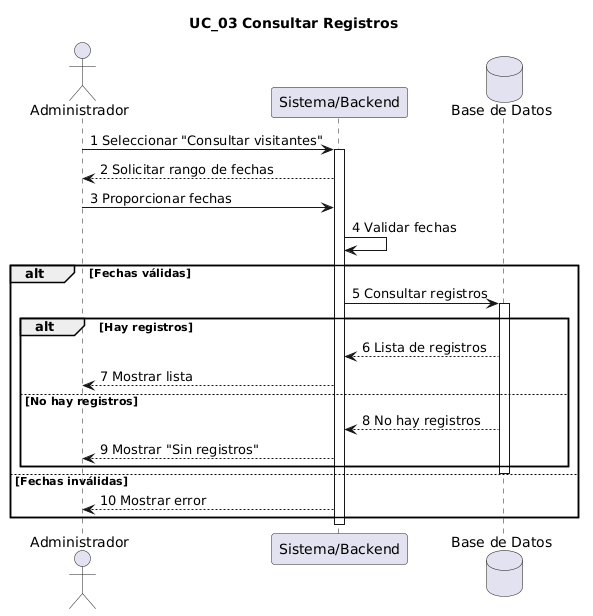 UC_03 Consultar Registros
Administrador
Sistema/Backend
Base de Datos
1 Seleccionar "Consultar visitantes"
2 Solicitar rango de fechas
3 Proporcionar fechas
4 Validar fechas
alt [Fechas válidas]
5 Consultar registros
alt [Hay registros]
6 Lista de registros
7 Mostrar lista
[No hay registros]
8 No hay registros
9 Mostrar "Sin registros"
[Fechas inválidas]
10 Mostrar error
Administrador
Sistema/Backend
Base de Datos